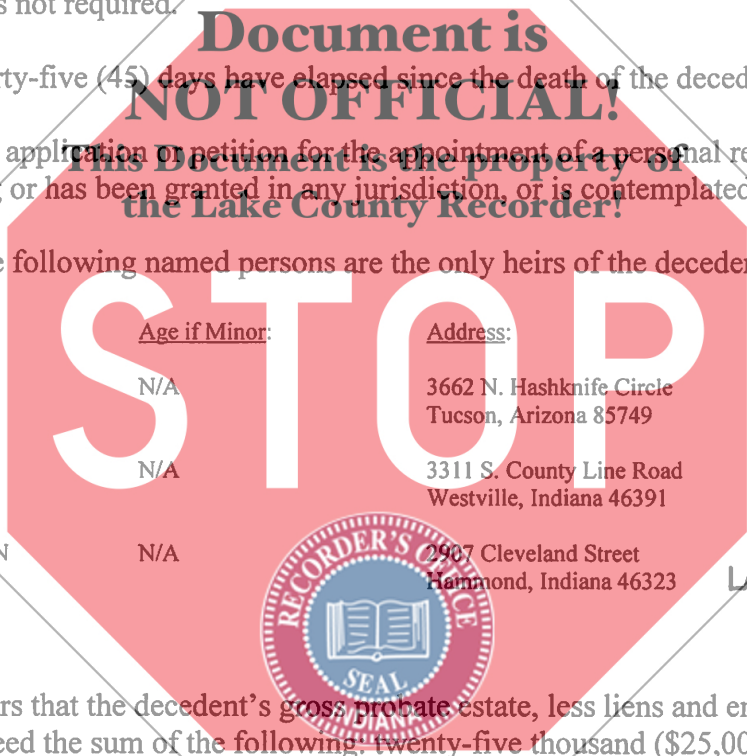 s not required.
Document is
rty-five (45) days have elapsed since the death of the deced
NOT OFFICIAL!
application or petition for the appointment of a personal re
This Document is the property of
or has been granted in any jurisdiction, or is contemplated
the Lake County Recorder!
following named persons are the only heirs of the deceden
STOP
Age if Minor: Address:
N/A 3662 N. Hashknife Circle
Tucson, Arizona 85749
N/A 3311 S. County Line Road
Westville, Indiana 46391
N N/A 2907 Cleveland Street
Hammond, Indiana 46323
RECORDER'S OFFICE
SEAL
INDIANA
rs that the decedent's gross probate estate, less liens and en
eed the sum of the following: twenty-five thousand ($25,00